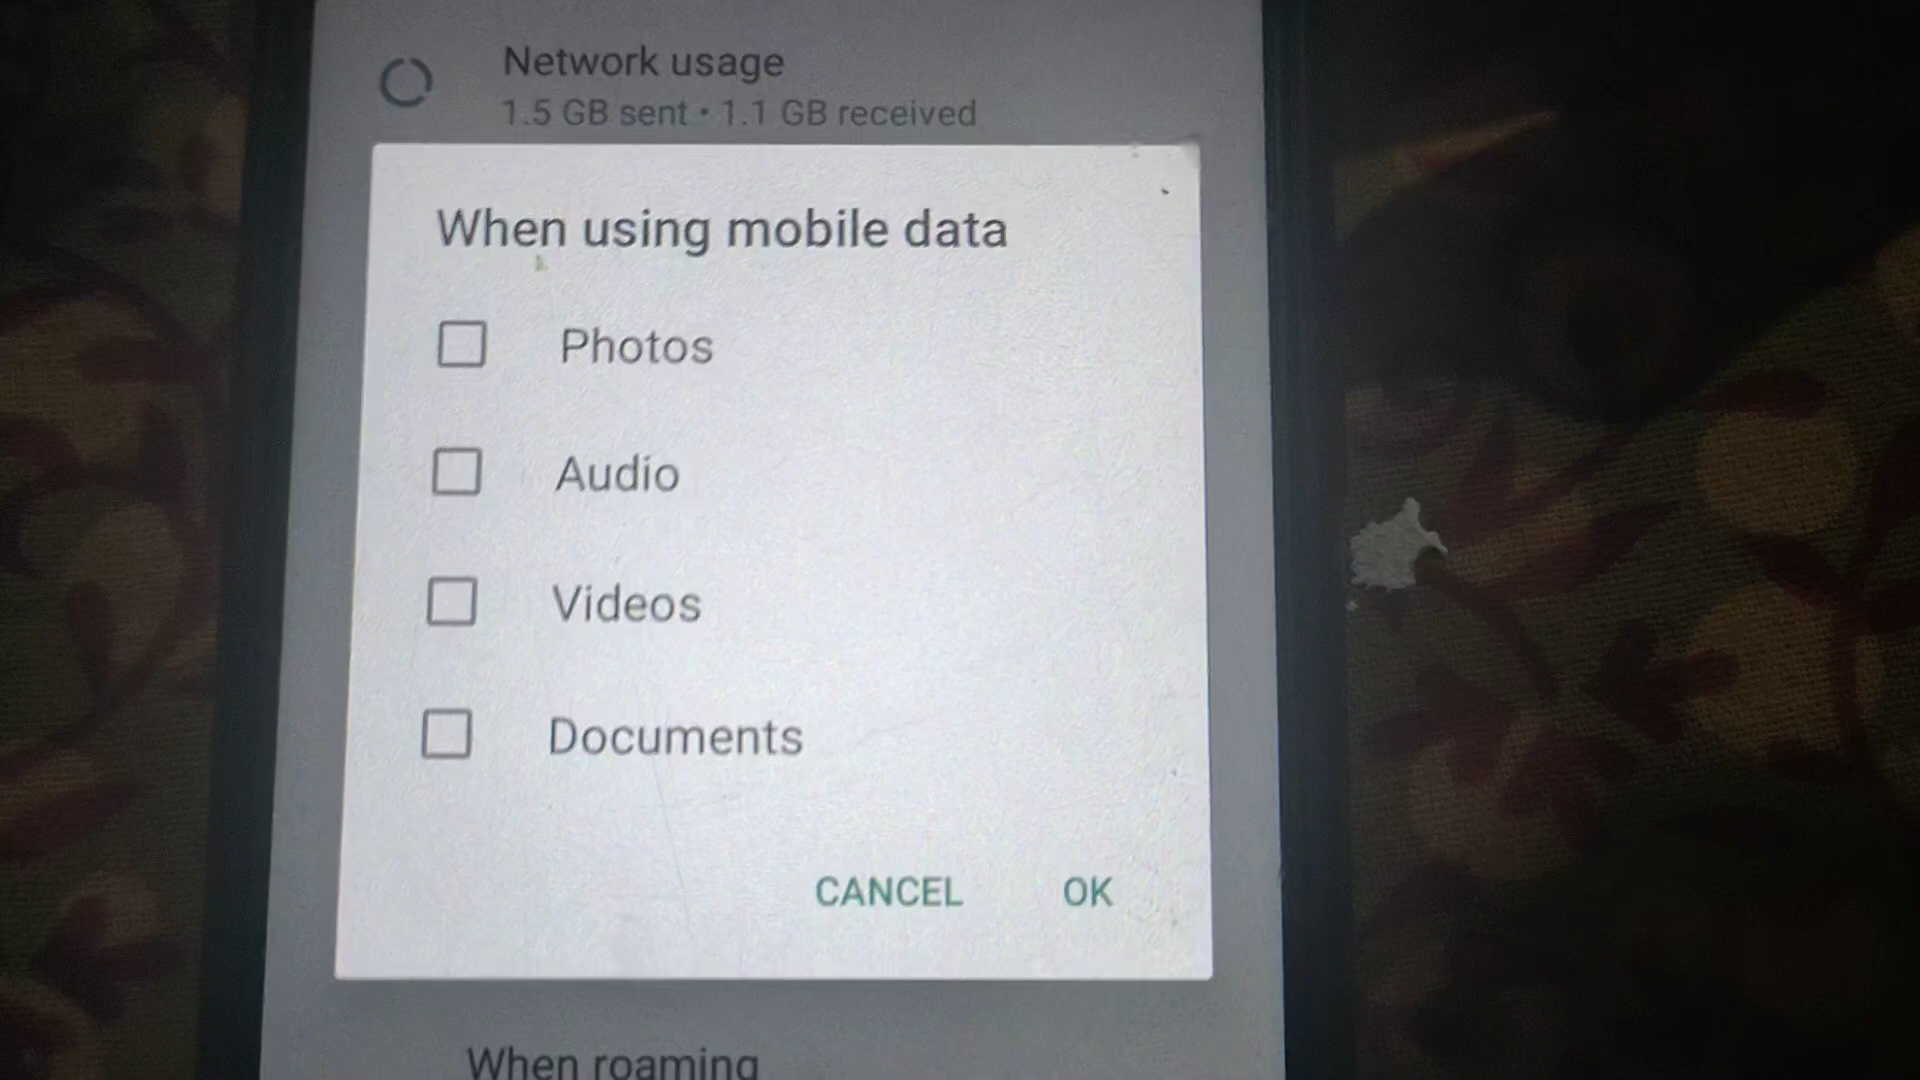 Network usage
1.5 GB sent • 1.1 GB received
When using mobile data
Photos
Audio
Videos
Documents
CANCEL OK
When roaming